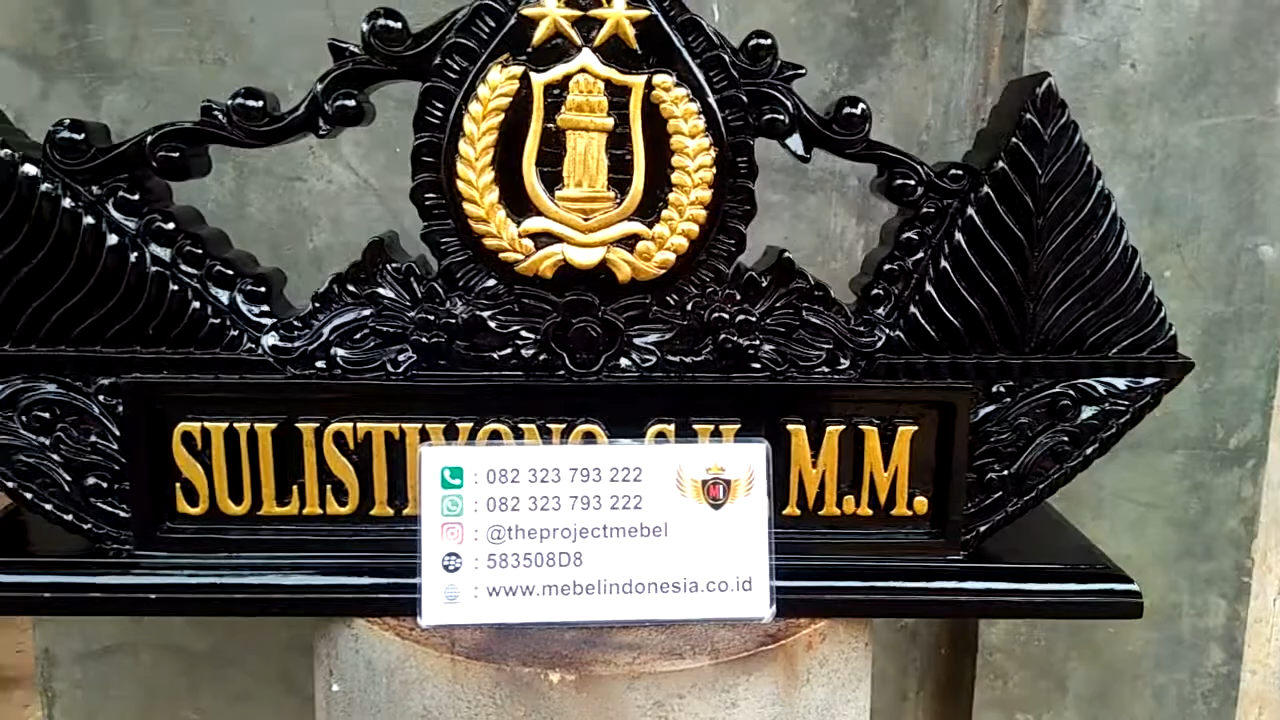 SULISTIYONO S.H. M.M.
: 082 323 793 222
: 082 323 793 222
: @theprojectmebel
: 583508D8
: www.mebelindonesia.co.id